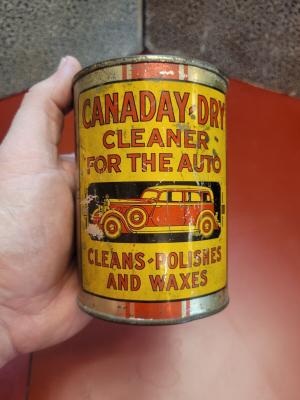 CANADAY-DRY
CLEANER
FOR THE AUTO
CLEANS-POLISHES
AND WAXES